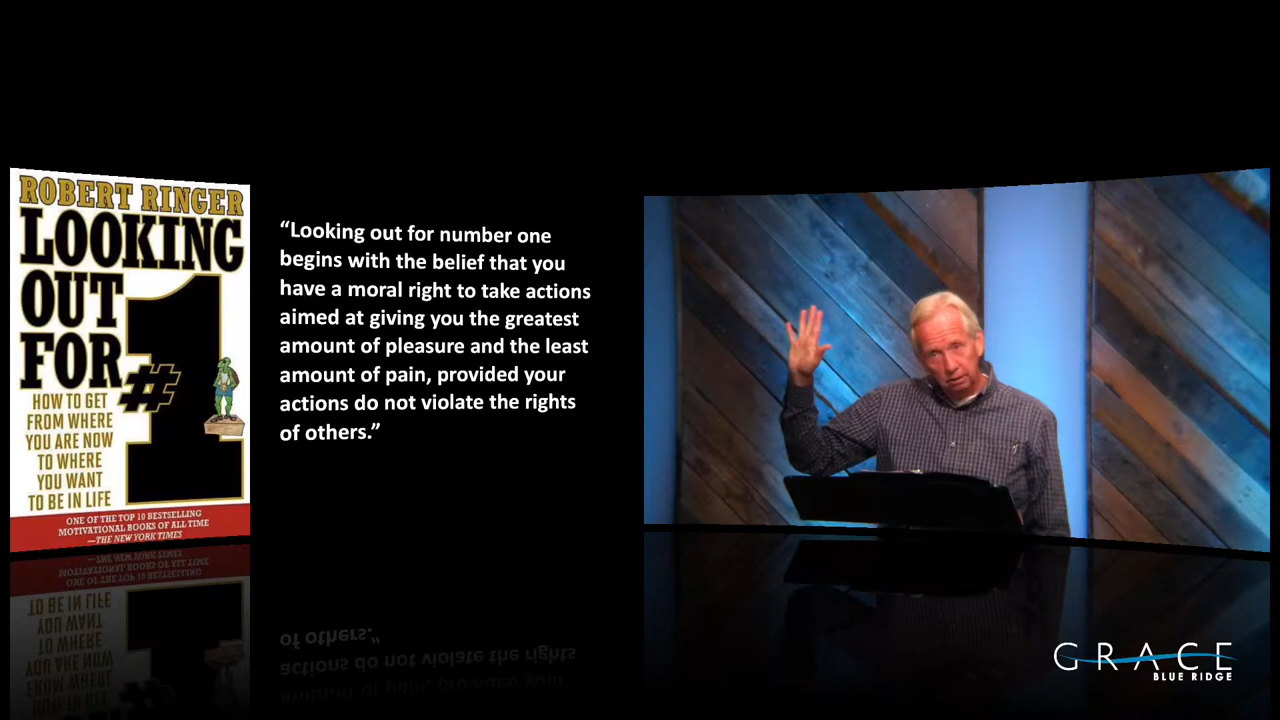 ROBERT RINGER
LOOKING
OUT
FOR
#1
HOW TO GET
FROM WHERE
YOU ARE NOW
TO WHERE
YOU WANT
TO BE IN LIFE
ONE OF THE TOP 10 BESTSELLING
MOTIVATIONAL BOOKS OF ALL TIME
—THE NEW YORK TIMES
“Looking out for number one
begins with the belief that you
have a moral right to take actions
aimed at giving you the greatest
amount of pleasure and the least
amount of pain, provided your
actions do not violate the rights
of others.”
GRACE
BLUE RIDGE